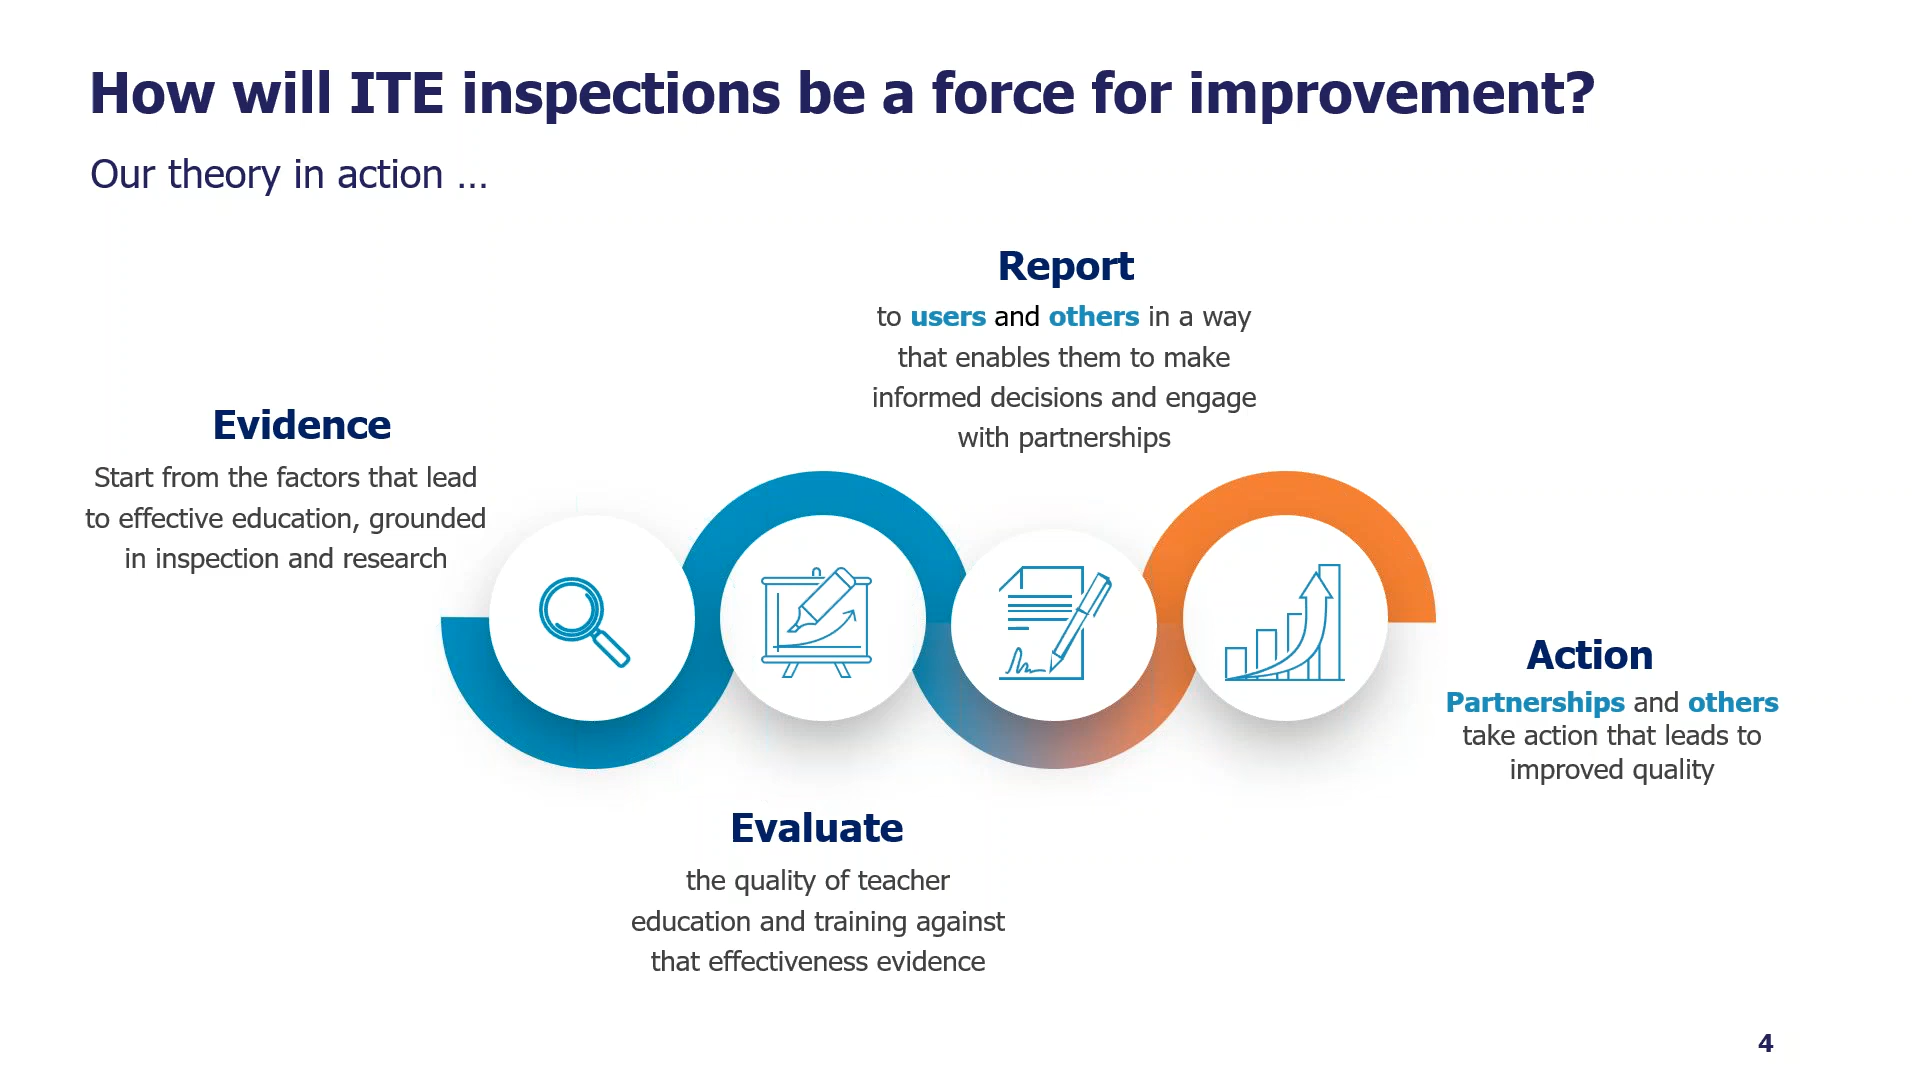 How will ITE inspections be a force for improvement?
Our theory in action ...
Evidence
Start from the factors that lead
to effective education, grounded
in inspection and research
Evaluate
the quality of teacher
education and training against
that effectiveness evidence
Report
to users and others in a way
that enables them to make
informed decisions and engage
with partnerships
Action
Partnerships and others
take action that leads to
improved quality
4